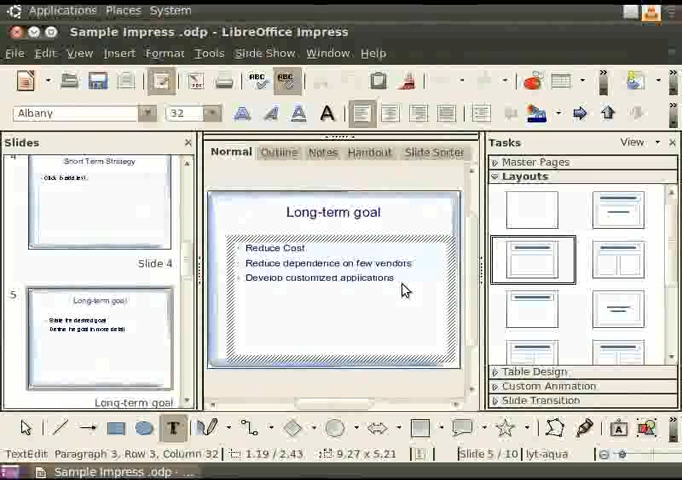 Applications Places System
Sample Impress .odp - LibreOffice Impress
File Edit View Insert Format Tools Slide Show Window Help
ABC ABC
Albany 32 A A A A
Slides
Normal Outline Notes Handout Slide Sorter
Tasks View
Master Pages
Layouts
Short Term Strategy
Slide 4
5
Long-term goal
Long-term goal
Long-term goal
Reduce Cost
Reduce dependence on few vendors
Develop customized applications
Table Design
Custom Animation
Slide Transition
T A
TextEdit Paragraph 3, Row 3, Column 32 1.19 / 2.43 9.27 x 5.21 Slide 5 / 10 lyt-aqua
Sample Impress .odp - ...